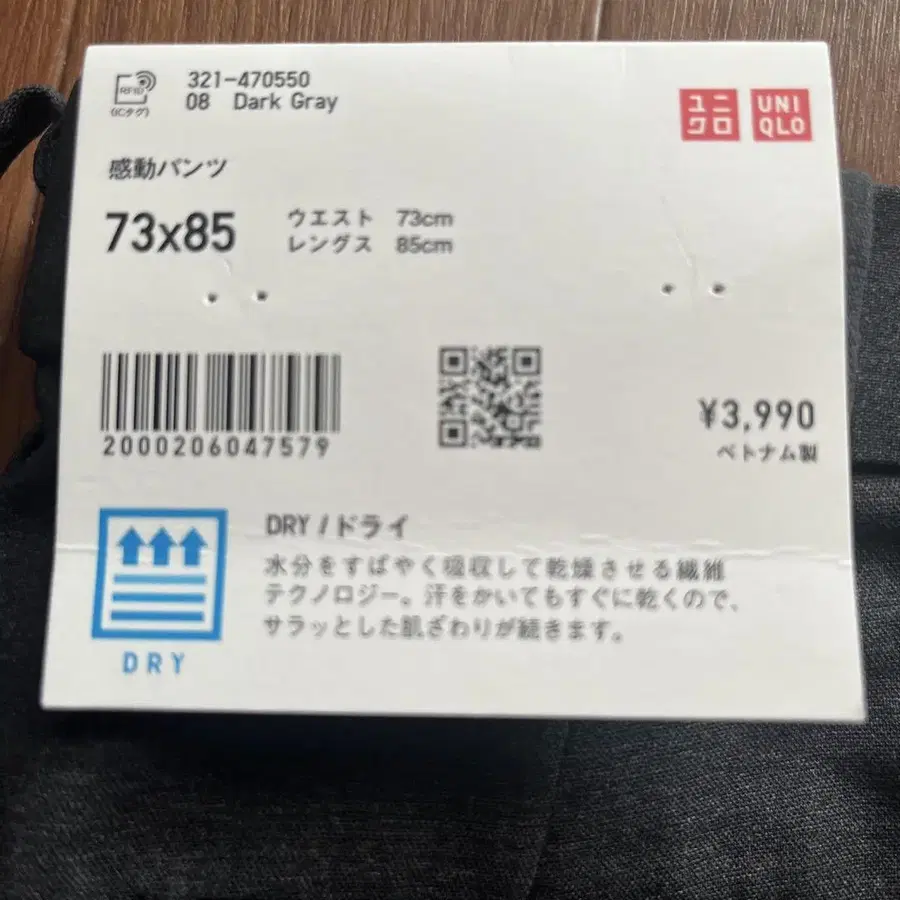 RFID
(ICタグ)
321-470550
08 Dark Gray
ユニ
クロ
UNI
QLO
感動パンツ
73x85
ウエスト 73cm
レングス 85cm
2000206047579
¥3,990
ベトナム製
DRY / ドライ
水分をすばやく吸収して乾燥させる繊維
テクノロジー。汗をかいてもすぐに乾くので、
サラッとした肌ざわりが続きます。
DRY